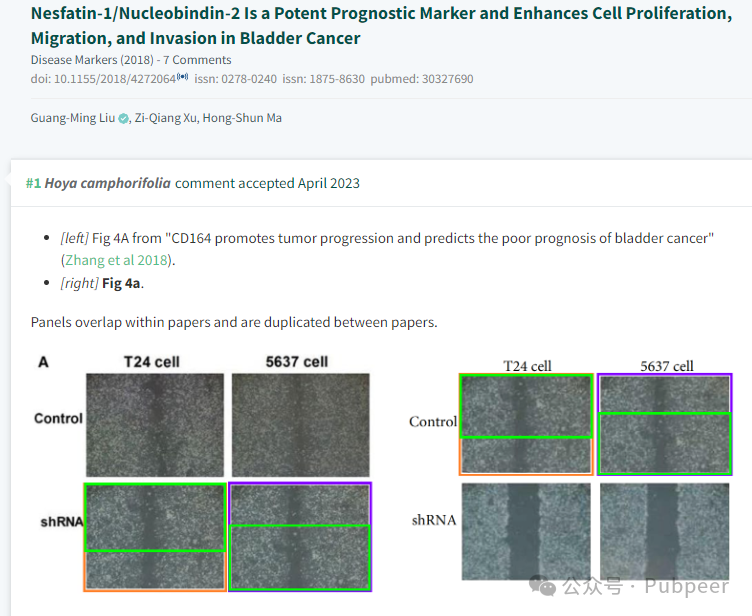 Nesfatin-1/Nucleobindin-2 Is a Potent Prognostic Marker and Enhances Cell Proliferation,
Migration, and Invasion in Bladder Cancer
Disease Markers (2018) - 7 Comments
doi: 10.1155/2018/4272064 issn: 0278-0240 issn: 1875-8630 pubmed: 30327690
Guang-Ming Liu, Zi-Qiang Xu, Hong-Shun Ma
#1 Hoya camphorifolia comment accepted April 2023
• [left] Fig 4A from "CD164 promotes tumor progression and predicts the poor prognosis of bladder cancer"
(Zhang et al 2018).
• [right] Fig 4a.
Panels overlap within papers and are duplicated between papers.
A T24 cell 5637 cell
Control
shRNA
T24 cell 5637 cell
Control
shRNA
公众号 · Pubpeer